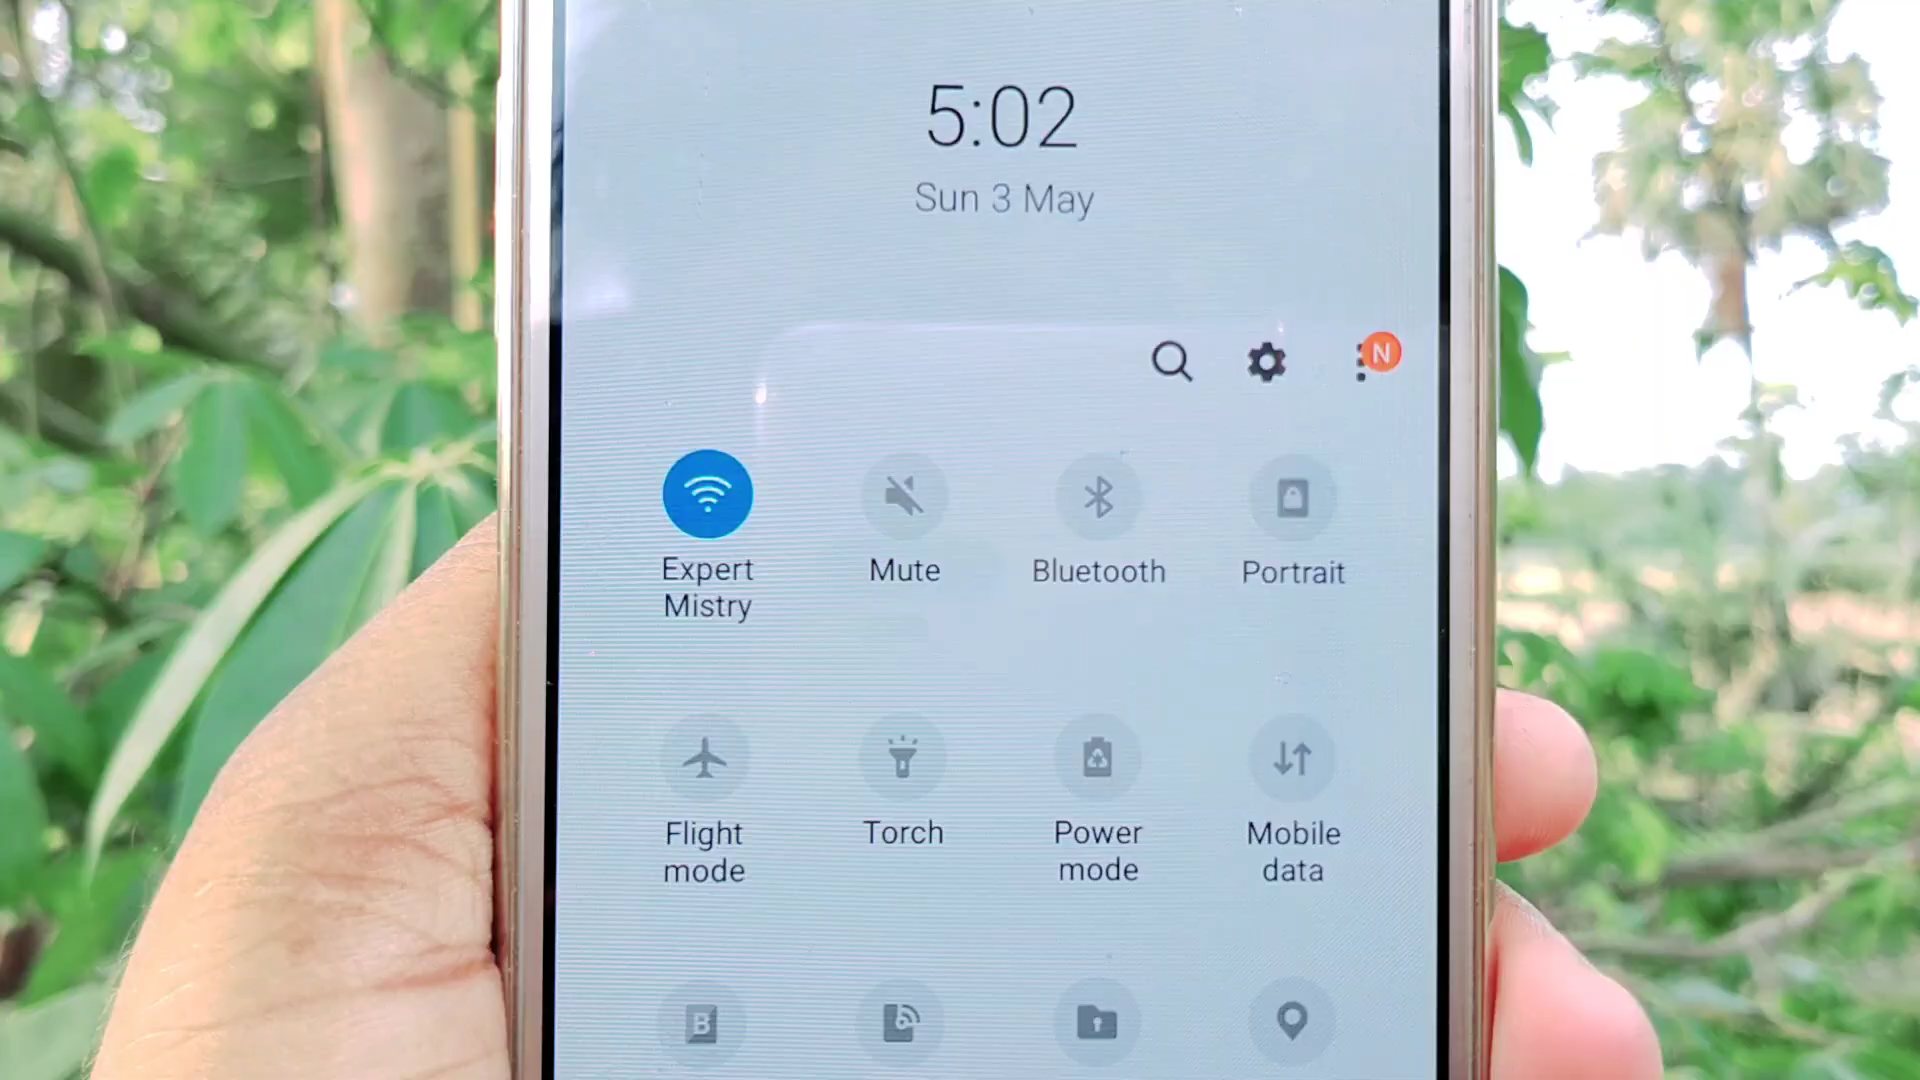 5:02
Sun 3 May
N
Expert
Mistry
Mute
Bluetooth
Portrait
Flight
mode
Torch
Power
mode
Mobile
data
B